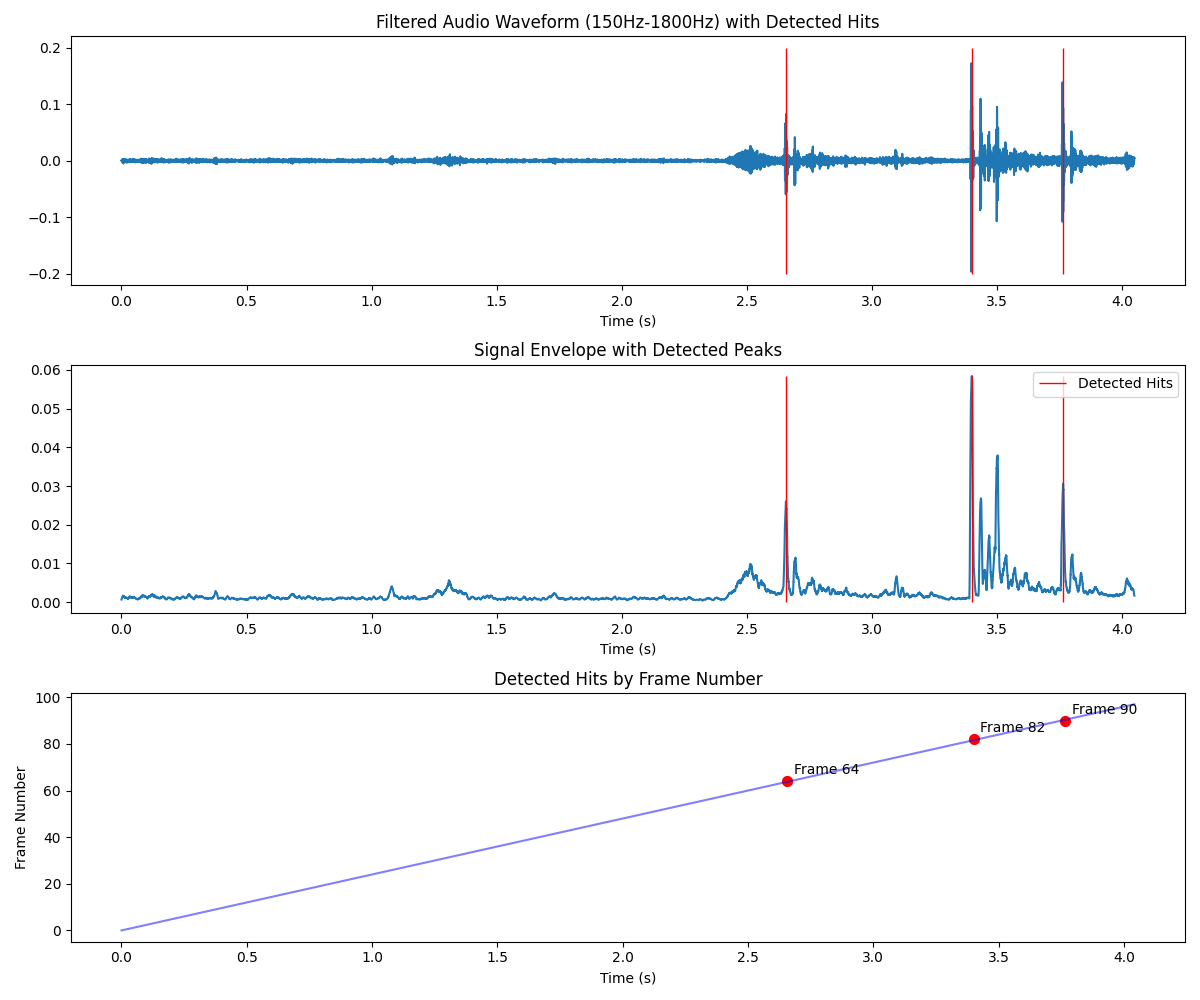 Filtered Audio Waveform (150Hz-1800Hz) with Detected Hits
0.2
0.1
0.0
−0.1
−0.2
0.0 0.5 1.0 1.5 2.0 2.5 3.0 3.5 4.0
Time (s)
Signal Envelope with Detected Peaks
0.06
0.05
0.04
0.03
0.02
0.01
0.00
Detected Hits
0.0 0.5 1.0 1.5 2.0 2.5 3.0 3.5 4.0
Time (s)
Detected Hits by Frame Number
Frame Number
100
80
60
40
20
0
Frame 64
Frame 82
Frame 90
0.0 0.5 1.0 1.5 2.0 2.5 3.0 3.5 4.0
Time (s)